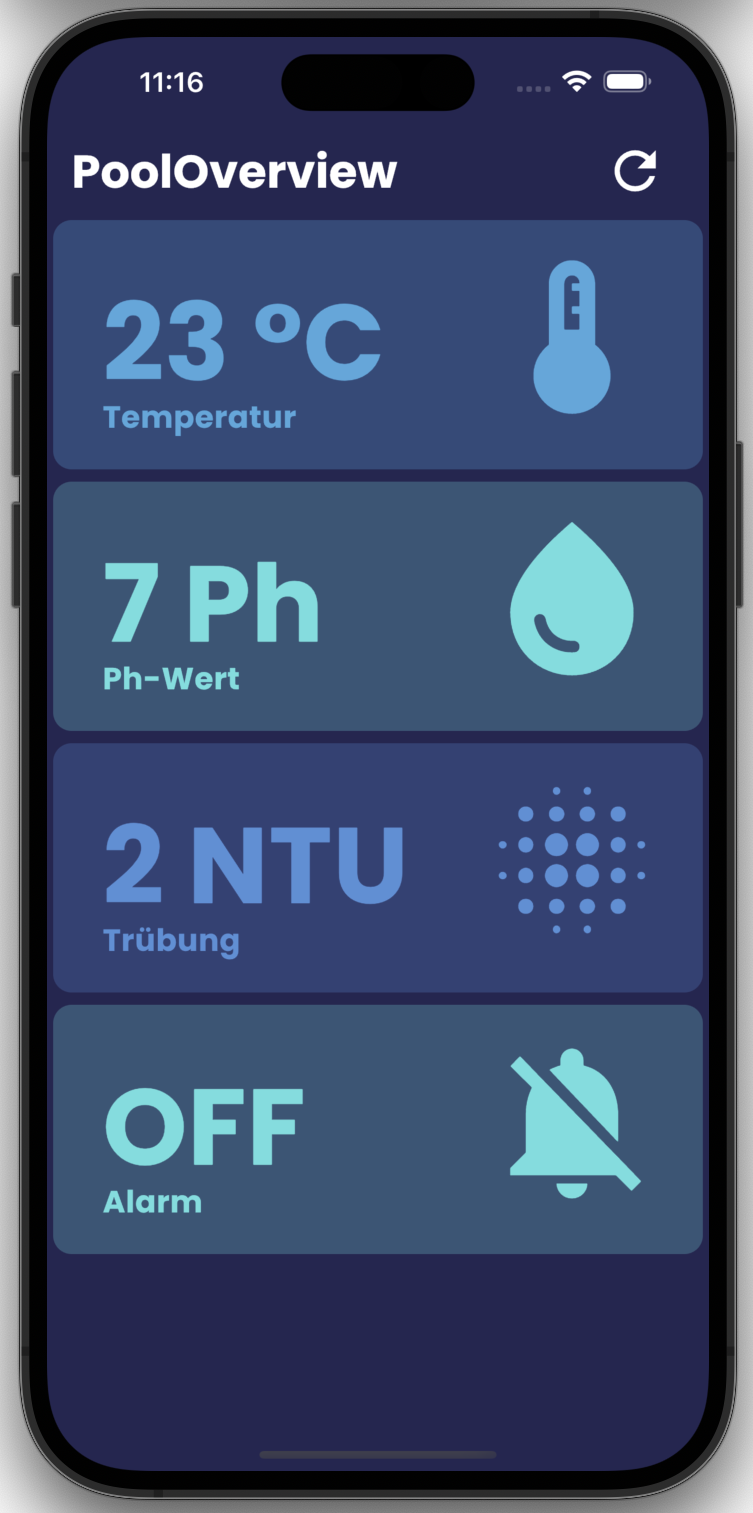 11:16
PoolOverview
23 °C
Temperatur
7 Ph
Ph-Wert
2 NTU
Trübung
OFF
Alarm